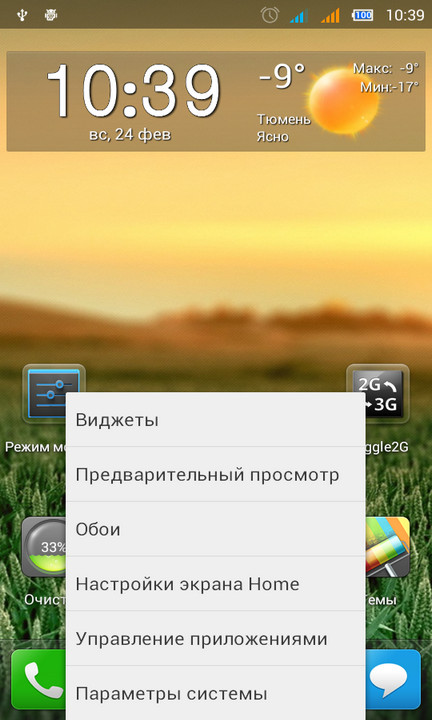 100 10:39
10:39
вс, 24 фев
-9°
Макс: -9°
Мин:-17°
Тюмень
Ясно
2G
3G
Режим мо
ggle2G
Виджеты
Предварительный просмотр
Обои
33%
Настройки экрана Home
Очист
емы
Управление приложениями
Параметры системы